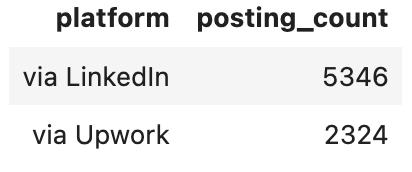 platform posting_count
via LinkedIn 5346
via Upwork 2324